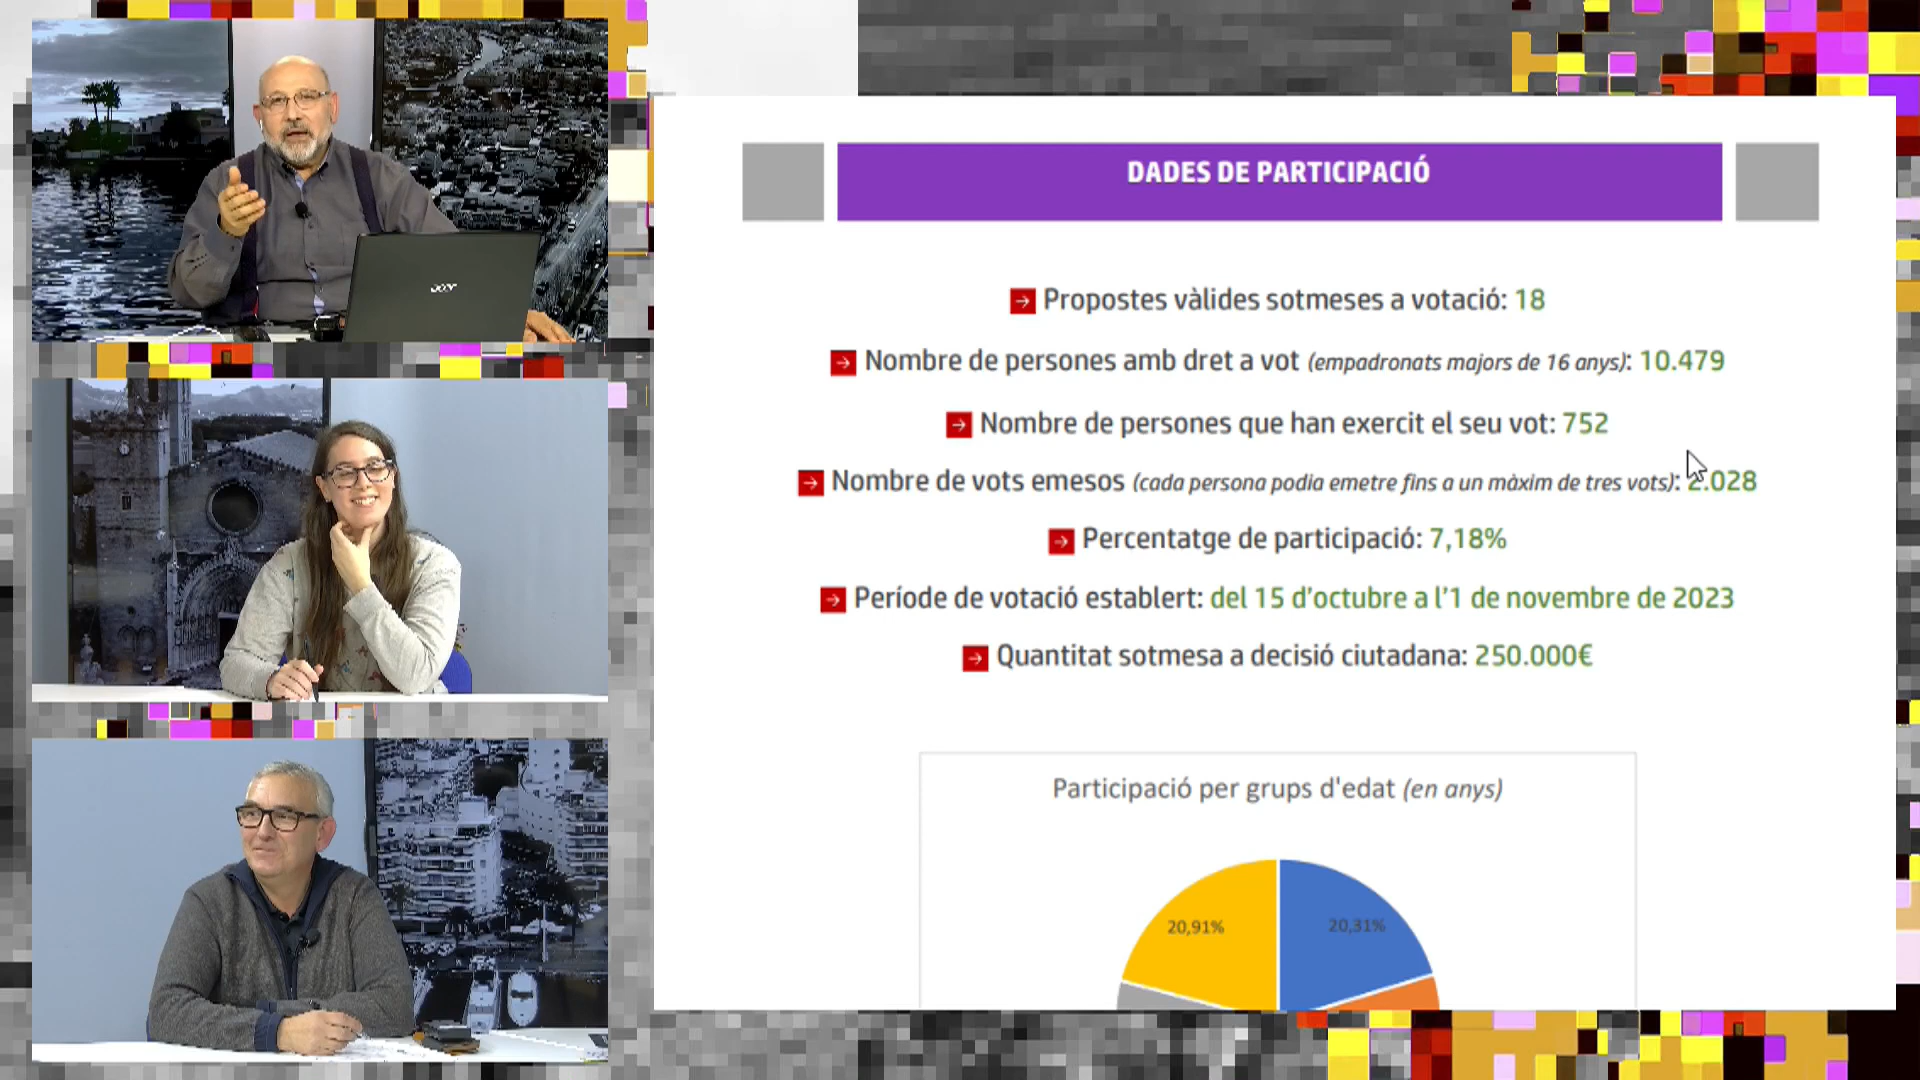 acer
DADES DE PARTICIPACIÓ
Propostes vàlides sotmeses a votació: 18
Nombre de persones amb dret a vot (empadronats majors de 16 anys): 10.479
Nombre de persones que han exercit el seu vot: 752
Nombre de vots emesos (cada persona podia emetre fins a un màxim de tres vots): 2.028
Percentatge de participació: 7,18%
Període de votació establert: del 15 d'octubre a l'1 de novembre de 2023
Quantitat sotmesa a decisió ciutadana: 250.000€
Participació per grups d'edat (en anys)
20,91%
20,31%